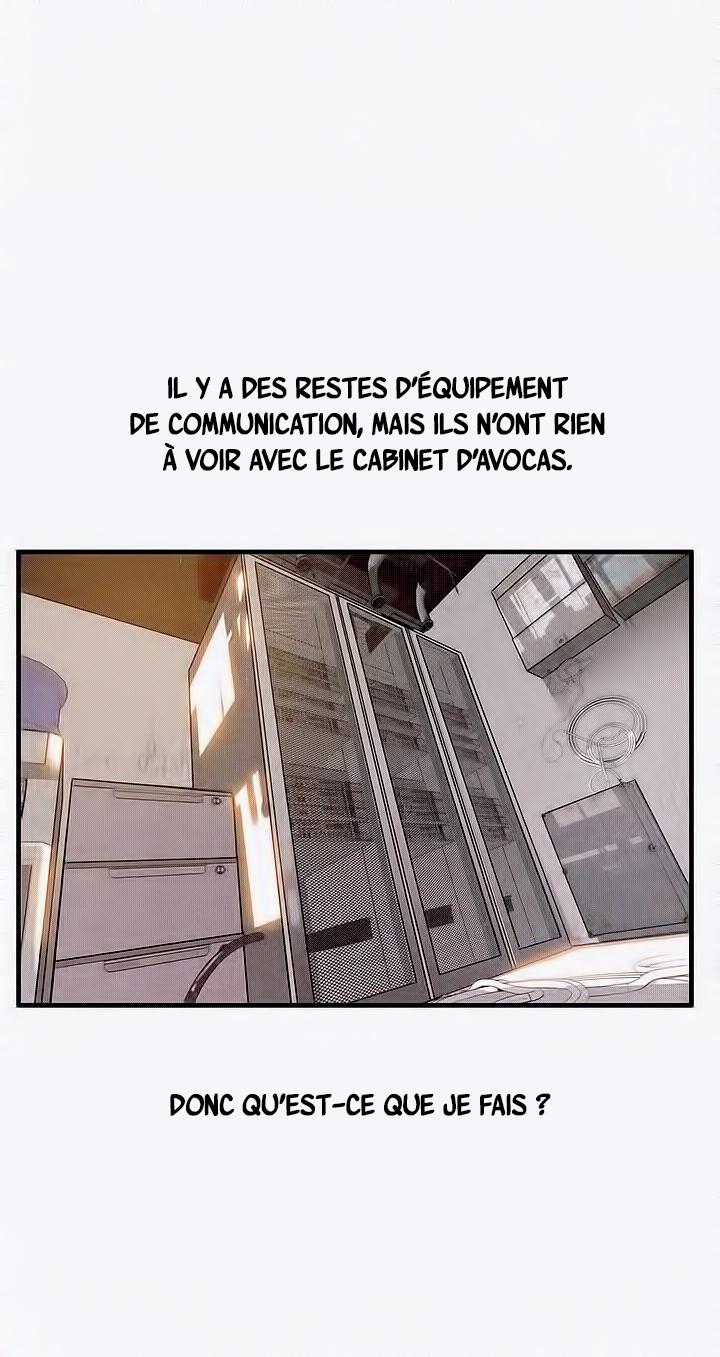 IL Y A DES RESTES D'ÉQUIPEMENT
DE COMMUNICATION, MAIS ILS N'ONT RIEN
À VOIR AVEC LE CABINET D'AVOCAS.
DONC QU'EST-CE QUE JE FAIS ?